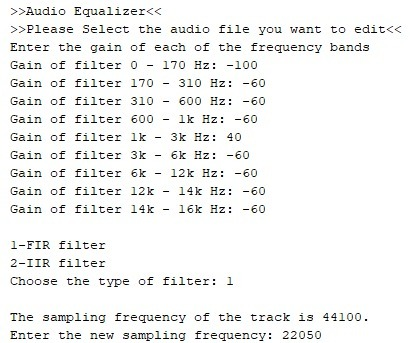 >>Audio Equalizer<<
>>Please Select the audio file you want to edit<<
Enter the gain of each of the frequency bands
Gain of filter 0 - 170 Hz: -100
Gain of filter 170 - 310 Hz: -60
Gain of filter 310 - 600 Hz: -60
Gain of filter 600 - 1k Hz: -60
Gain of filter 1k - 3k Hz: 40
Gain of filter 3k - 6k Hz: -60
Gain of filter 6k - 12k Hz: -60
Gain of filter 12k - 14k Hz: -60
Gain of filter 14k - 16k Hz: -60
1-FIR filter
2-IIR filter
Choose the type of filter: 1
The sampling frequency of the track is 44100.
Enter the new sampling frequency: 22050